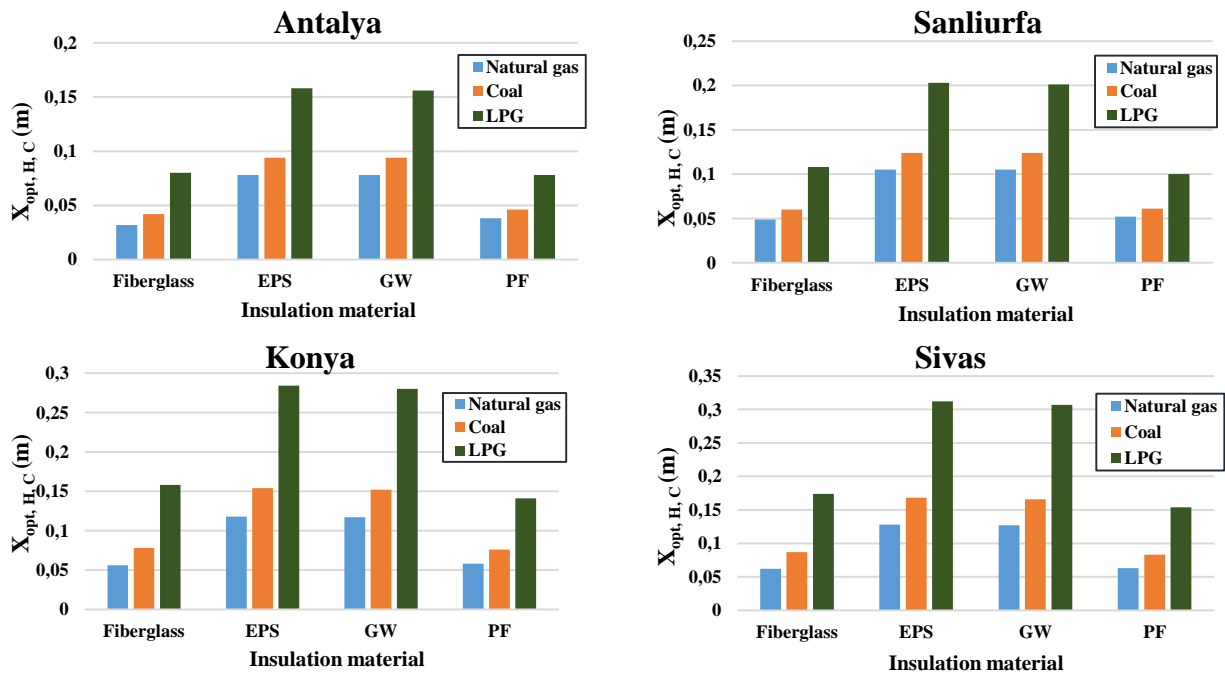 Antalya
0,2
0,15
0,1
0,05
0
X_opt, H, C (m)
Natural gas
Coal
LPG
Fiberglass EPS GW PF
Insulation material
Sanliurfa
0,25
0,2
0,15
0,1
0,05
0
X_opt, H, C (m)
Natural gas
Coal
LPG
Fiberglass EPS GW PF
Insulation material
Konya
0,3
0,25
0,2
0,15
0,1
0,05
0
X_opt, H, C (m)
Natural gas
Coal
LPG
Fiberglass EPS GW PF
Insulation material
Sivas
0,35
0,3
0,25
0,2
0,15
0,1
0,05
0
X_opt, H, C (m)
Natural gas
Coal
LPG
Fiberglass EPS GW PF
Insulation material